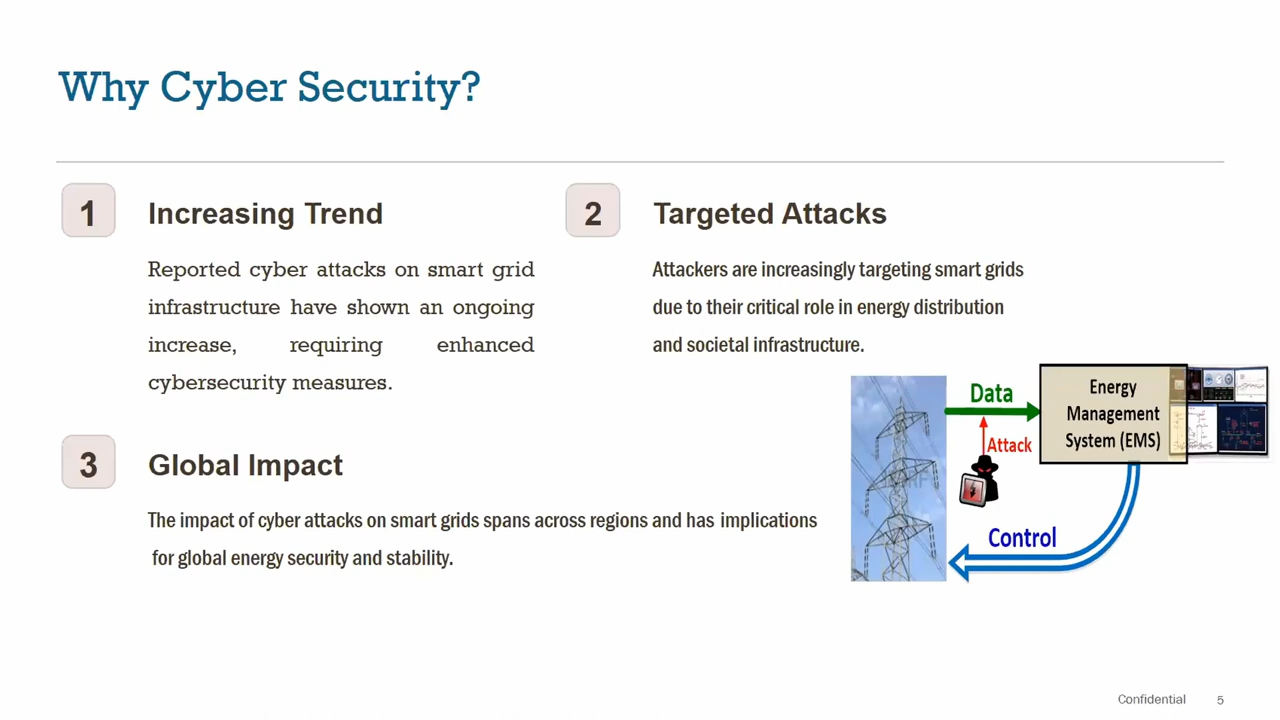 Why Cyber Security?
1
Increasing Trend
Reported cyber attacks on smart grid
infrastructure have shown an ongoing
increase, requiring enhanced
cybersecurity measures.
2
Targeted Attacks
Attackers are increasingly targeting smart grids
due to their critical role in energy distribution
and societal infrastructure.
3
Global Impact
The impact of cyber attacks on smart grids spans across regions and has implications
for global energy security and stability.
Data
Attack
Energy
Management
System (EMS)
Control
Confidential
5